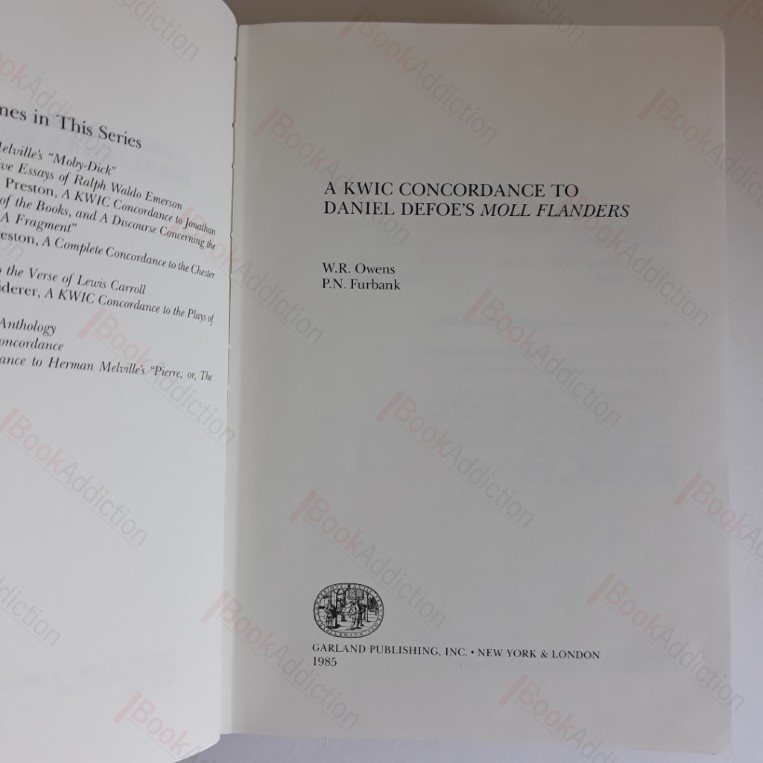 nes in This Series
Melville's "Moby-Dick"
ve Essays of Ralph Waldo Emerson
Preston, A KWIC Concordance to Jonathan
of the Books, and A Discourse Concerning the
A Fragment"
reston, A Complete Concordance to the Chester
the Verse of Lewis Carroll
iderer, A KWIC Concordance to the Plays of
Anthology
oncordance
ance to Herman Melville's "Pierre; or, The
A KWIC CONCORDANCE TO
DANIEL DEFOE'S MOLL FLANDERS
W.R. Owens
P.N. Furbank
GARLAND PUBLISHING, INC. • NEW YORK & LONDON
1985
BookAddiction